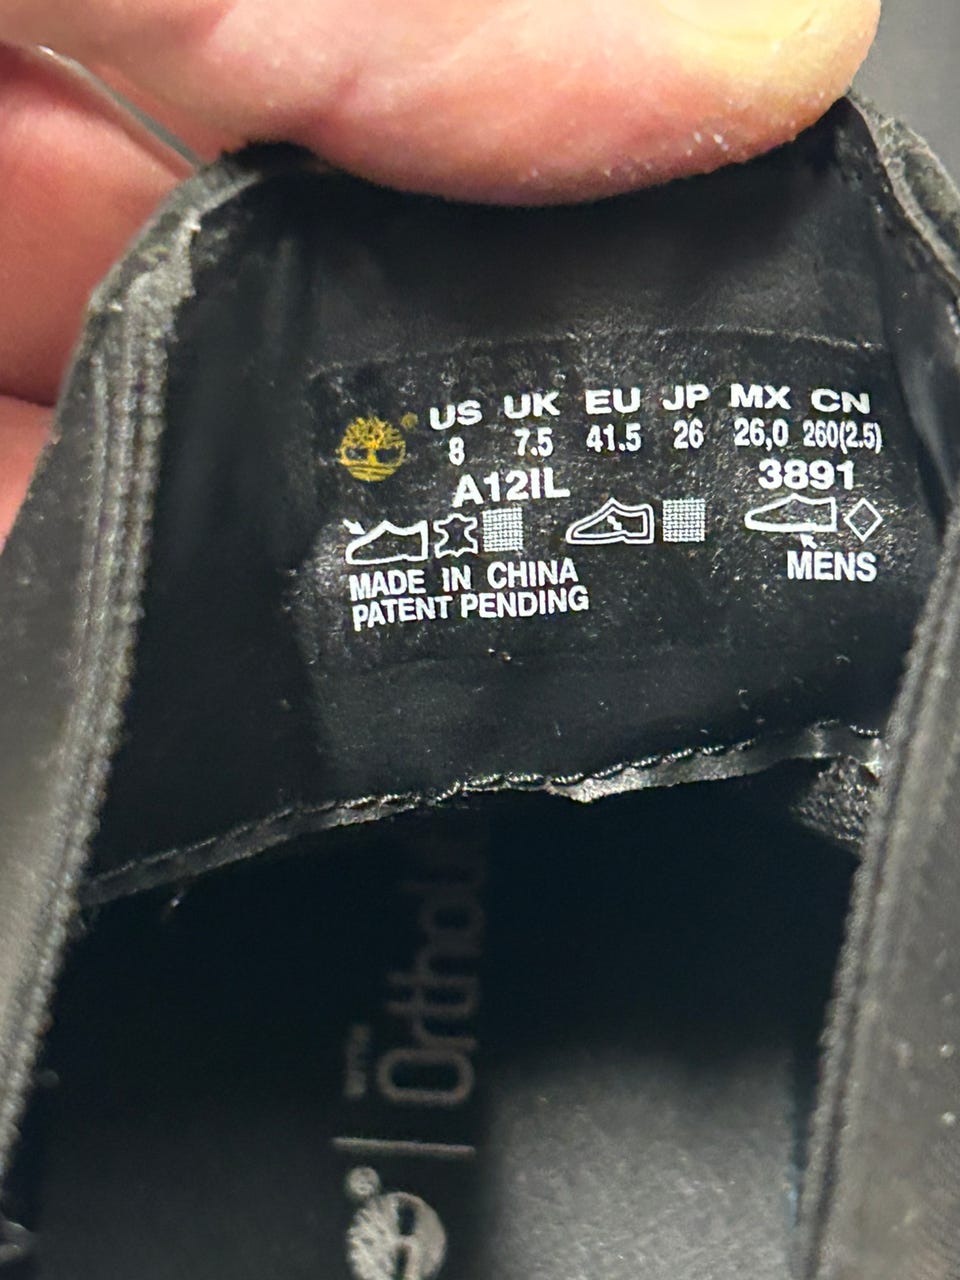 ®
US UK EU JP MX CN
8 7.5 41.5 26 26,0 260(2.5)
A12IL 3891
MENS
MADE IN CHINA
PATENT PENDING
®